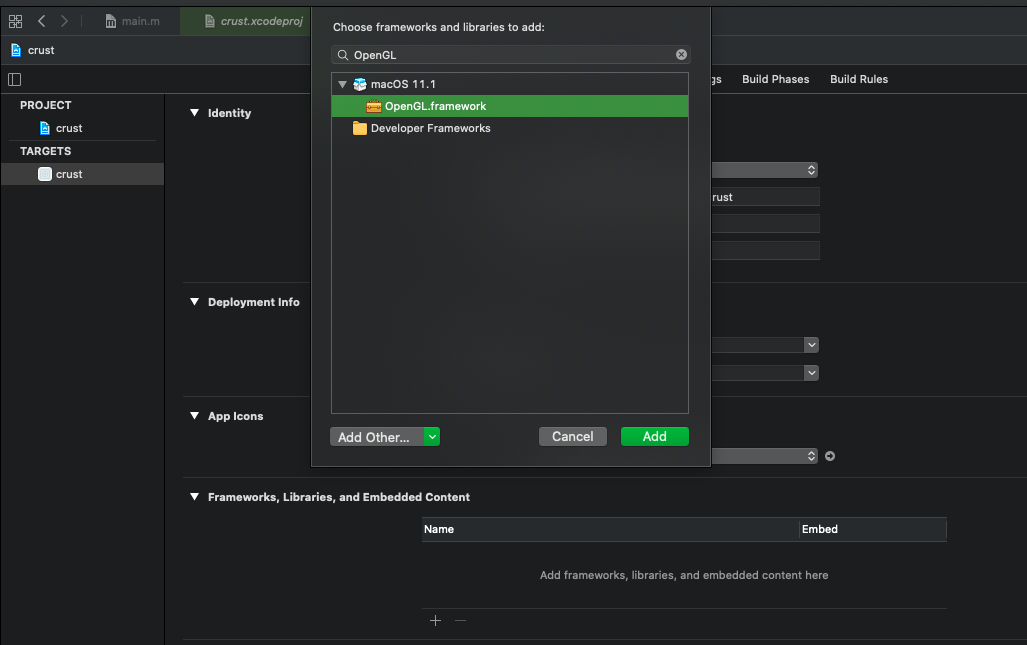 main.m
crust.xcodeproj
crust
Choose frameworks and libraries to add:
OpenGL
macOS 11.1
OpenGL.framework
Developer Frameworks
Add Other...
Cancel
Add
Build Phases
Build Rules
PROJECT
crust
TARGETS
crust
Identity
Deployment Info
App Icons
Frameworks, Libraries, and Embedded Content
Name
Embed
Add frameworks, libraries, and embedded content here